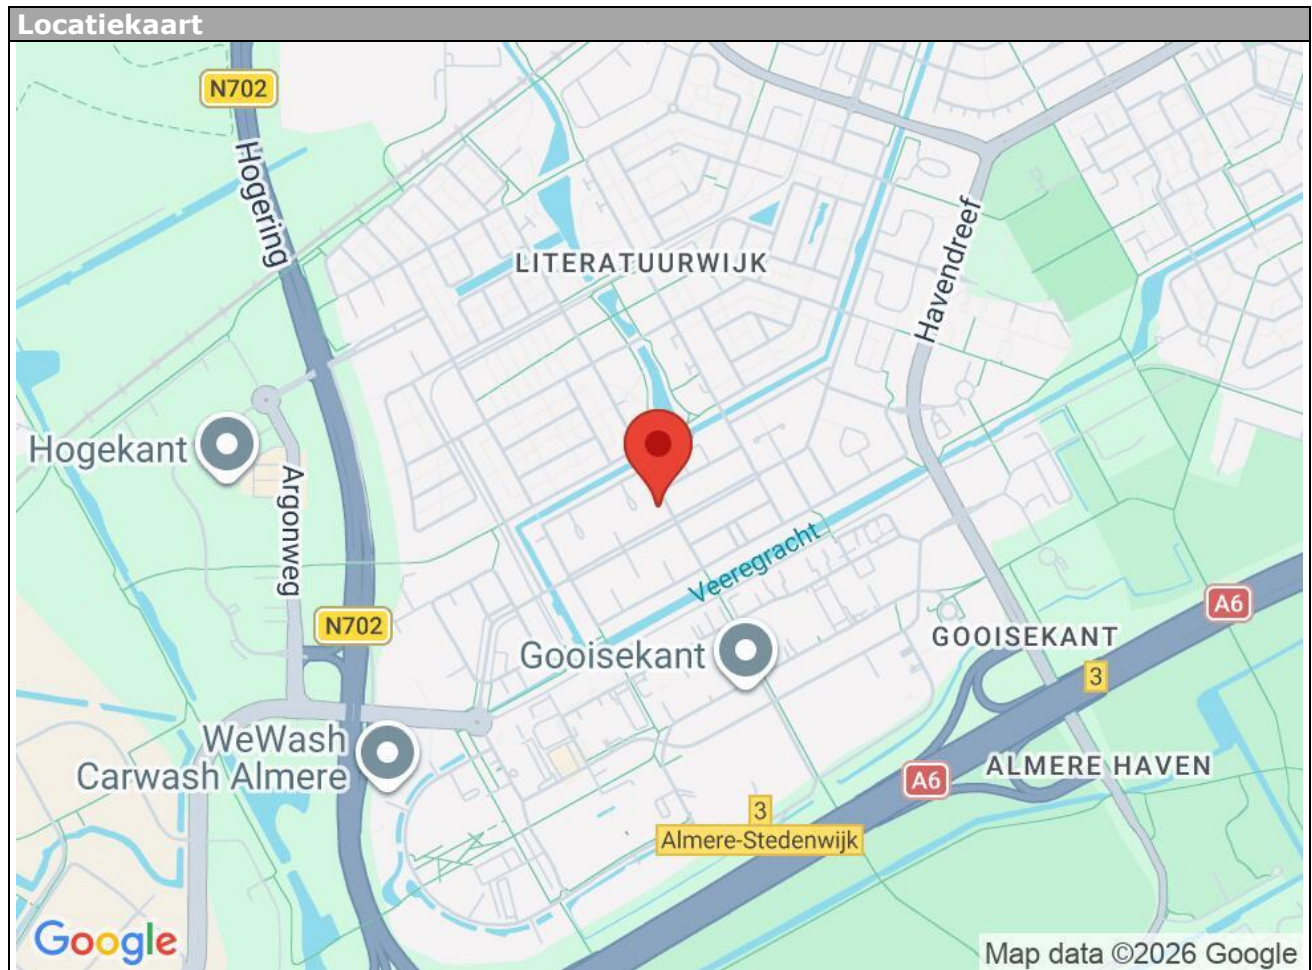 Locatiekaart
N702
Hogering
LITERATUURWIJK
Havendreef
Hogekant
Argonweg
Veeregracht
N702
A6
Gooisekant
GOOISEKANT
3
WeWash
Carwash Almere
ALMERE HAVEN
A6
3
Almere-Stedenwijk
Google
Map data ©2026 Google